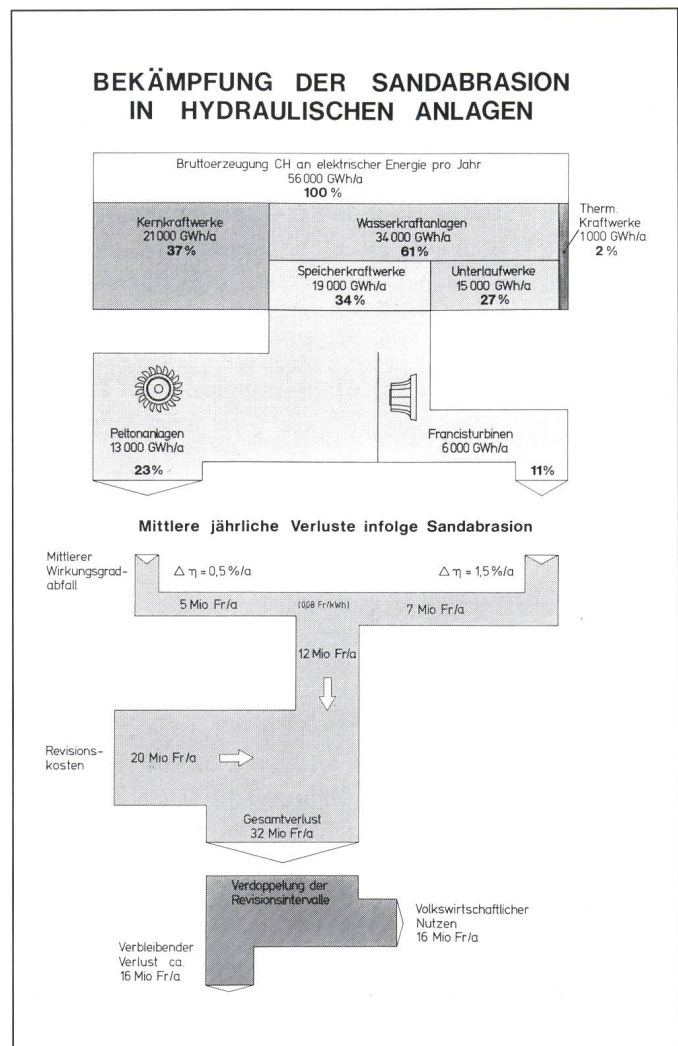 BEKÄMPFUNG DER SANDABRASION
IN HYDRAULISCHEN ANLAGEN
Bruttoerzeugung CH an elektrischer Energie pro Jahr
56 000 GWh/a
100 %
Kernkraftwerke
21 000 GWh/a
37 %
Wasserkraftanlagen
34 000 GWh/a
61 %
Therm.
Kraftwerke
1 000 GWh/a
2 %
Speicherkraftwerke
19 000 GWh/a
34 %
Unterlaufwerke
15 000 GWh/a
27 %
Peltonanlagen
13 000 GWh/a
23 %
Francisturbinen
6 000 GWh/a
11 %
Mittlere jährliche Verluste infolge Sandabrasion
Mittlerer
Wirkungsgrad-
abfall
△ η = 0,5 %/a
△ η = 1,5 %/a
5 Mio Fr/a
(0,08 Fr/kWh)
7 Mio Fr/a
12 Mio Fr/a
Revisions-
kosten
20 Mio Fr/a
Gesamtverlust
32 Mio Fr/a
Verdoppelung der
Revisionsintervalle
Volkswirtschaftlicher
Nutzen
16 Mio Fr/a
Verbleibender
Verlust ca.
16 Mio Fr/a